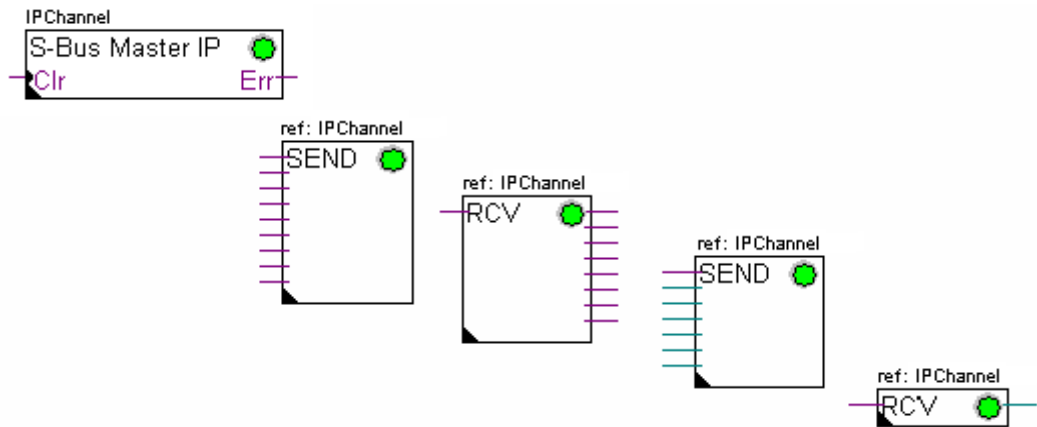 IPChannel
S-Bus Master IP
Clr Err
ref: IPChannel
SEND
ref: IPChannel
RCV
ref: IPChannel
SEND
ref: IPChannel
RCV